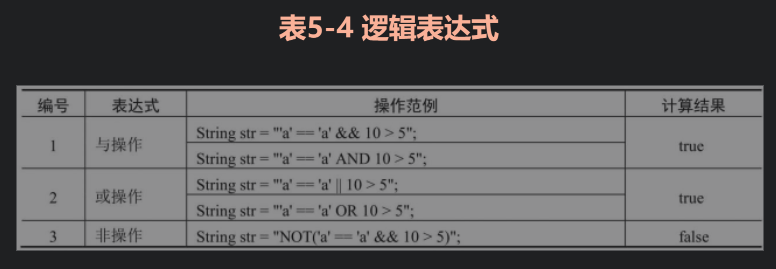 表5-4 逻辑表达式
编号 表达式 操作范例 计算结果
1 与操作 String str = "'a' == 'a' && 10 > 5"; true
String str = "'a' == 'a' AND 10 > 5";
2 或操作 String str = "'a' == 'a' || 10 > 5"; true
String str = "'a' == 'a' OR 10 > 5";
3 非操作 String str = "NOT('a' == 'a' && 10 > 5)"; false